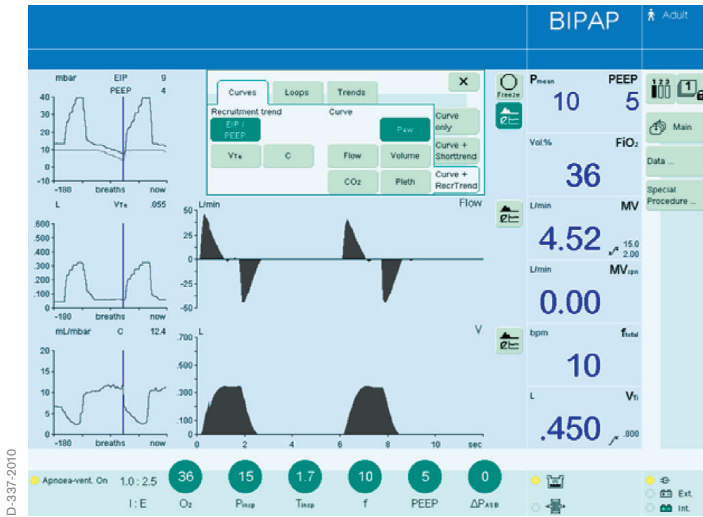 BIPAP
Adult
mbar EIP 9
PEEP 4
40
30
20
10
0
-10
-180 breaths now
Curves Loops Trends
Recruitment trend Curve
EIP /
PEEP
Paw
VTe C Flow Volume
CO2 Pleth
Curve
only
Curve +
Shorttrend
Curve +
RecrTrend
Freeze
Pmean PEEP
10 5
Vol.% FiO2
36
L/min MV
4.52 15.0
2.00
L/min MVspn
0.00
bpm ftotal
10
L VTi
.450 .800
1 2 3
1
Main
Data ...
Special
Procedure ...
L VTe .055
.600
.400
.300
.200
.100
-180 breaths now
L/min Flow
50
25
0
-25
-50
mL/mbar C 12.4
20
15
10
5
0
-180 breaths now
L V
.700
.500
.300
.100
0 2 4 6 8 10 sec
D-337-2010
Apnoea-vent. On 1.0 : 2.5 36 15 1.7 10 5 0
I : E O2 Pinsp Tinsp f PEEP ΔPASB
Ext.
Int.